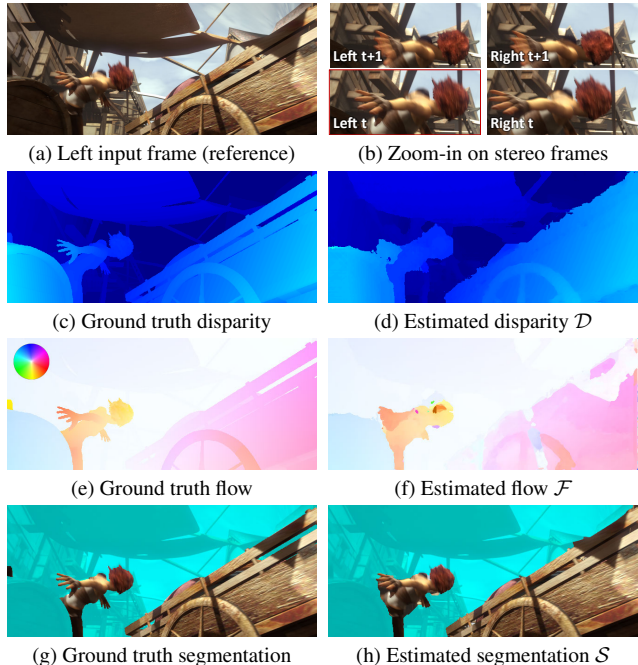 Left t+1
Right t+1
Left t
Right t
(a) Left input frame (reference)
(b) Zoom-in on stereo frames
(c) Ground truth disparity
(d) Estimated disparity 𝒟
(e) Ground truth flow
(f) Estimated flow ℱ
(g) Ground truth segmentation
(h) Estimated segmentation 𝒮